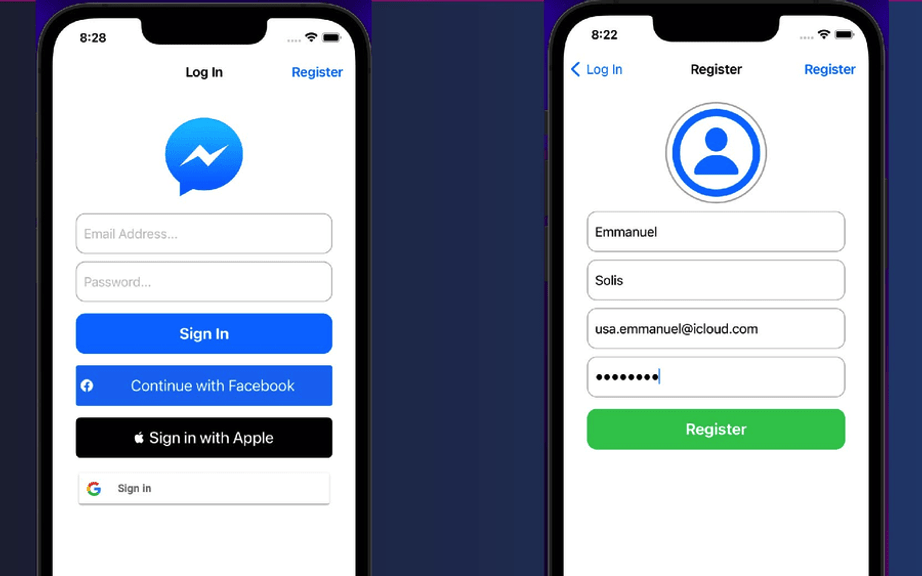 8:28
Log In
Register
Email Address...
Password...
Sign In
Continue with Facebook
Sign in with Apple
Sign in
8:22
Log In
Register
Register
Emmanuel
Solis
usa.emmanuel@icloud.com
••••••••
Register